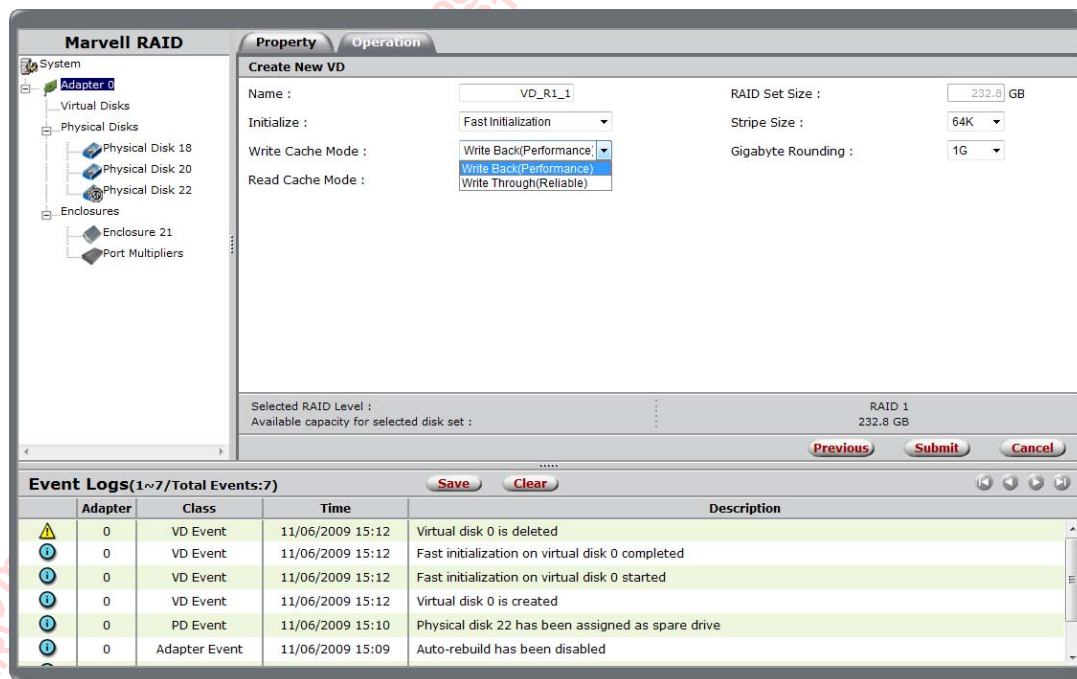 Marvell RAID
Property
Operation
System
Adapter 0
Virtual Disks
Physical Disks
Physical Disk 18
Physical Disk 20
Physical Disk 22
Enclosures
Enclosure 21
Port Multipliers
Create New VD
Name : VD_R1_1 RAID Set Size : 232.8 GB
Initialize : Fast Initialization Stripe Size : 64K
Write Cache Mode : Write Back(Performance) Gigabyte Rounding : 1G
Write Back(Performance)
Read Cache Mode : Write Through(Reliable)
Selected RAID Level : RAID 1
Available capacity for selected disk set : 232.8 GB
Previous Submit Cancel
Event Logs(1~7/Total Events:7) Save Clear
Adapter Class Time Description
0 VD Event 11/06/2009 15:12 Virtual disk 0 is deleted
0 VD Event 11/06/2009 15:12 Fast initialization on virtual disk 0 completed
0 VD Event 11/06/2009 15:12 Fast initialization on virtual disk 0 started
0 VD Event 11/06/2009 15:12 Virtual disk 0 is created
0 PD Event 11/06/2009 15:10 Physical disk 22 has been assigned as spare drive
0 Adapter Event 11/06/2009 15:09 Auto-rebuild has been disabled